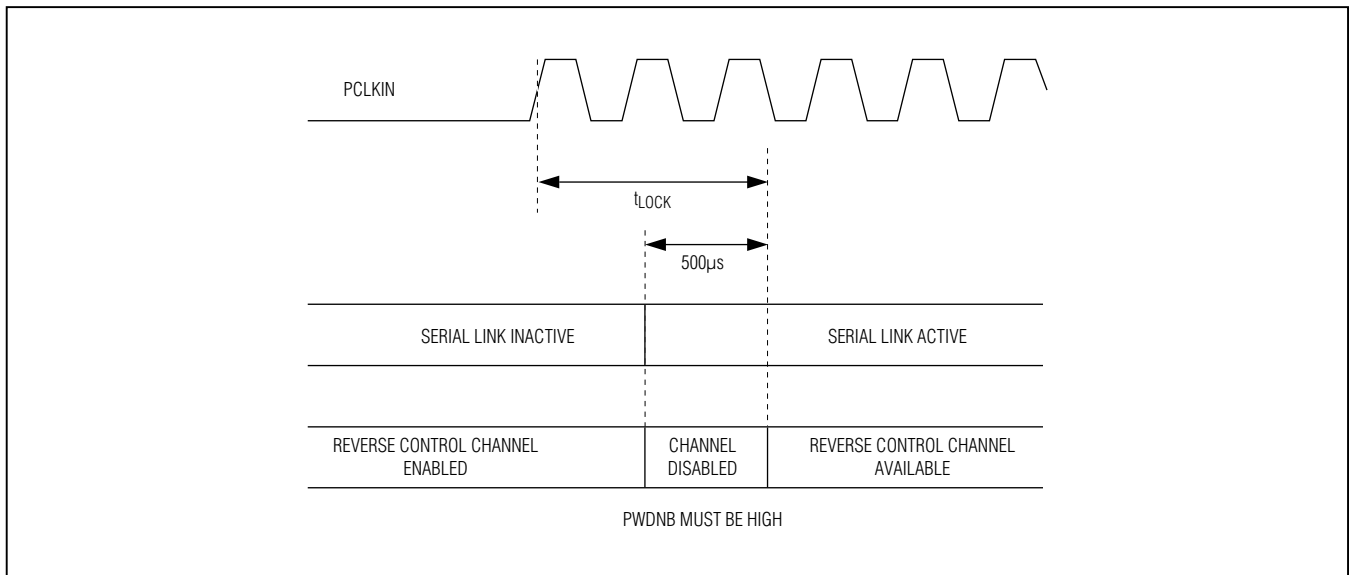 PCLKIN
tLOCK
500µs
SERIAL LINK INACTIVE
SERIAL LINK ACTIVE
REVERSE CONTROL CHANNEL
ENABLED
CHANNEL
DISABLED
REVERSE CONTROL CHANNEL
AVAILABLE
PWDNB MUST BE HIGH